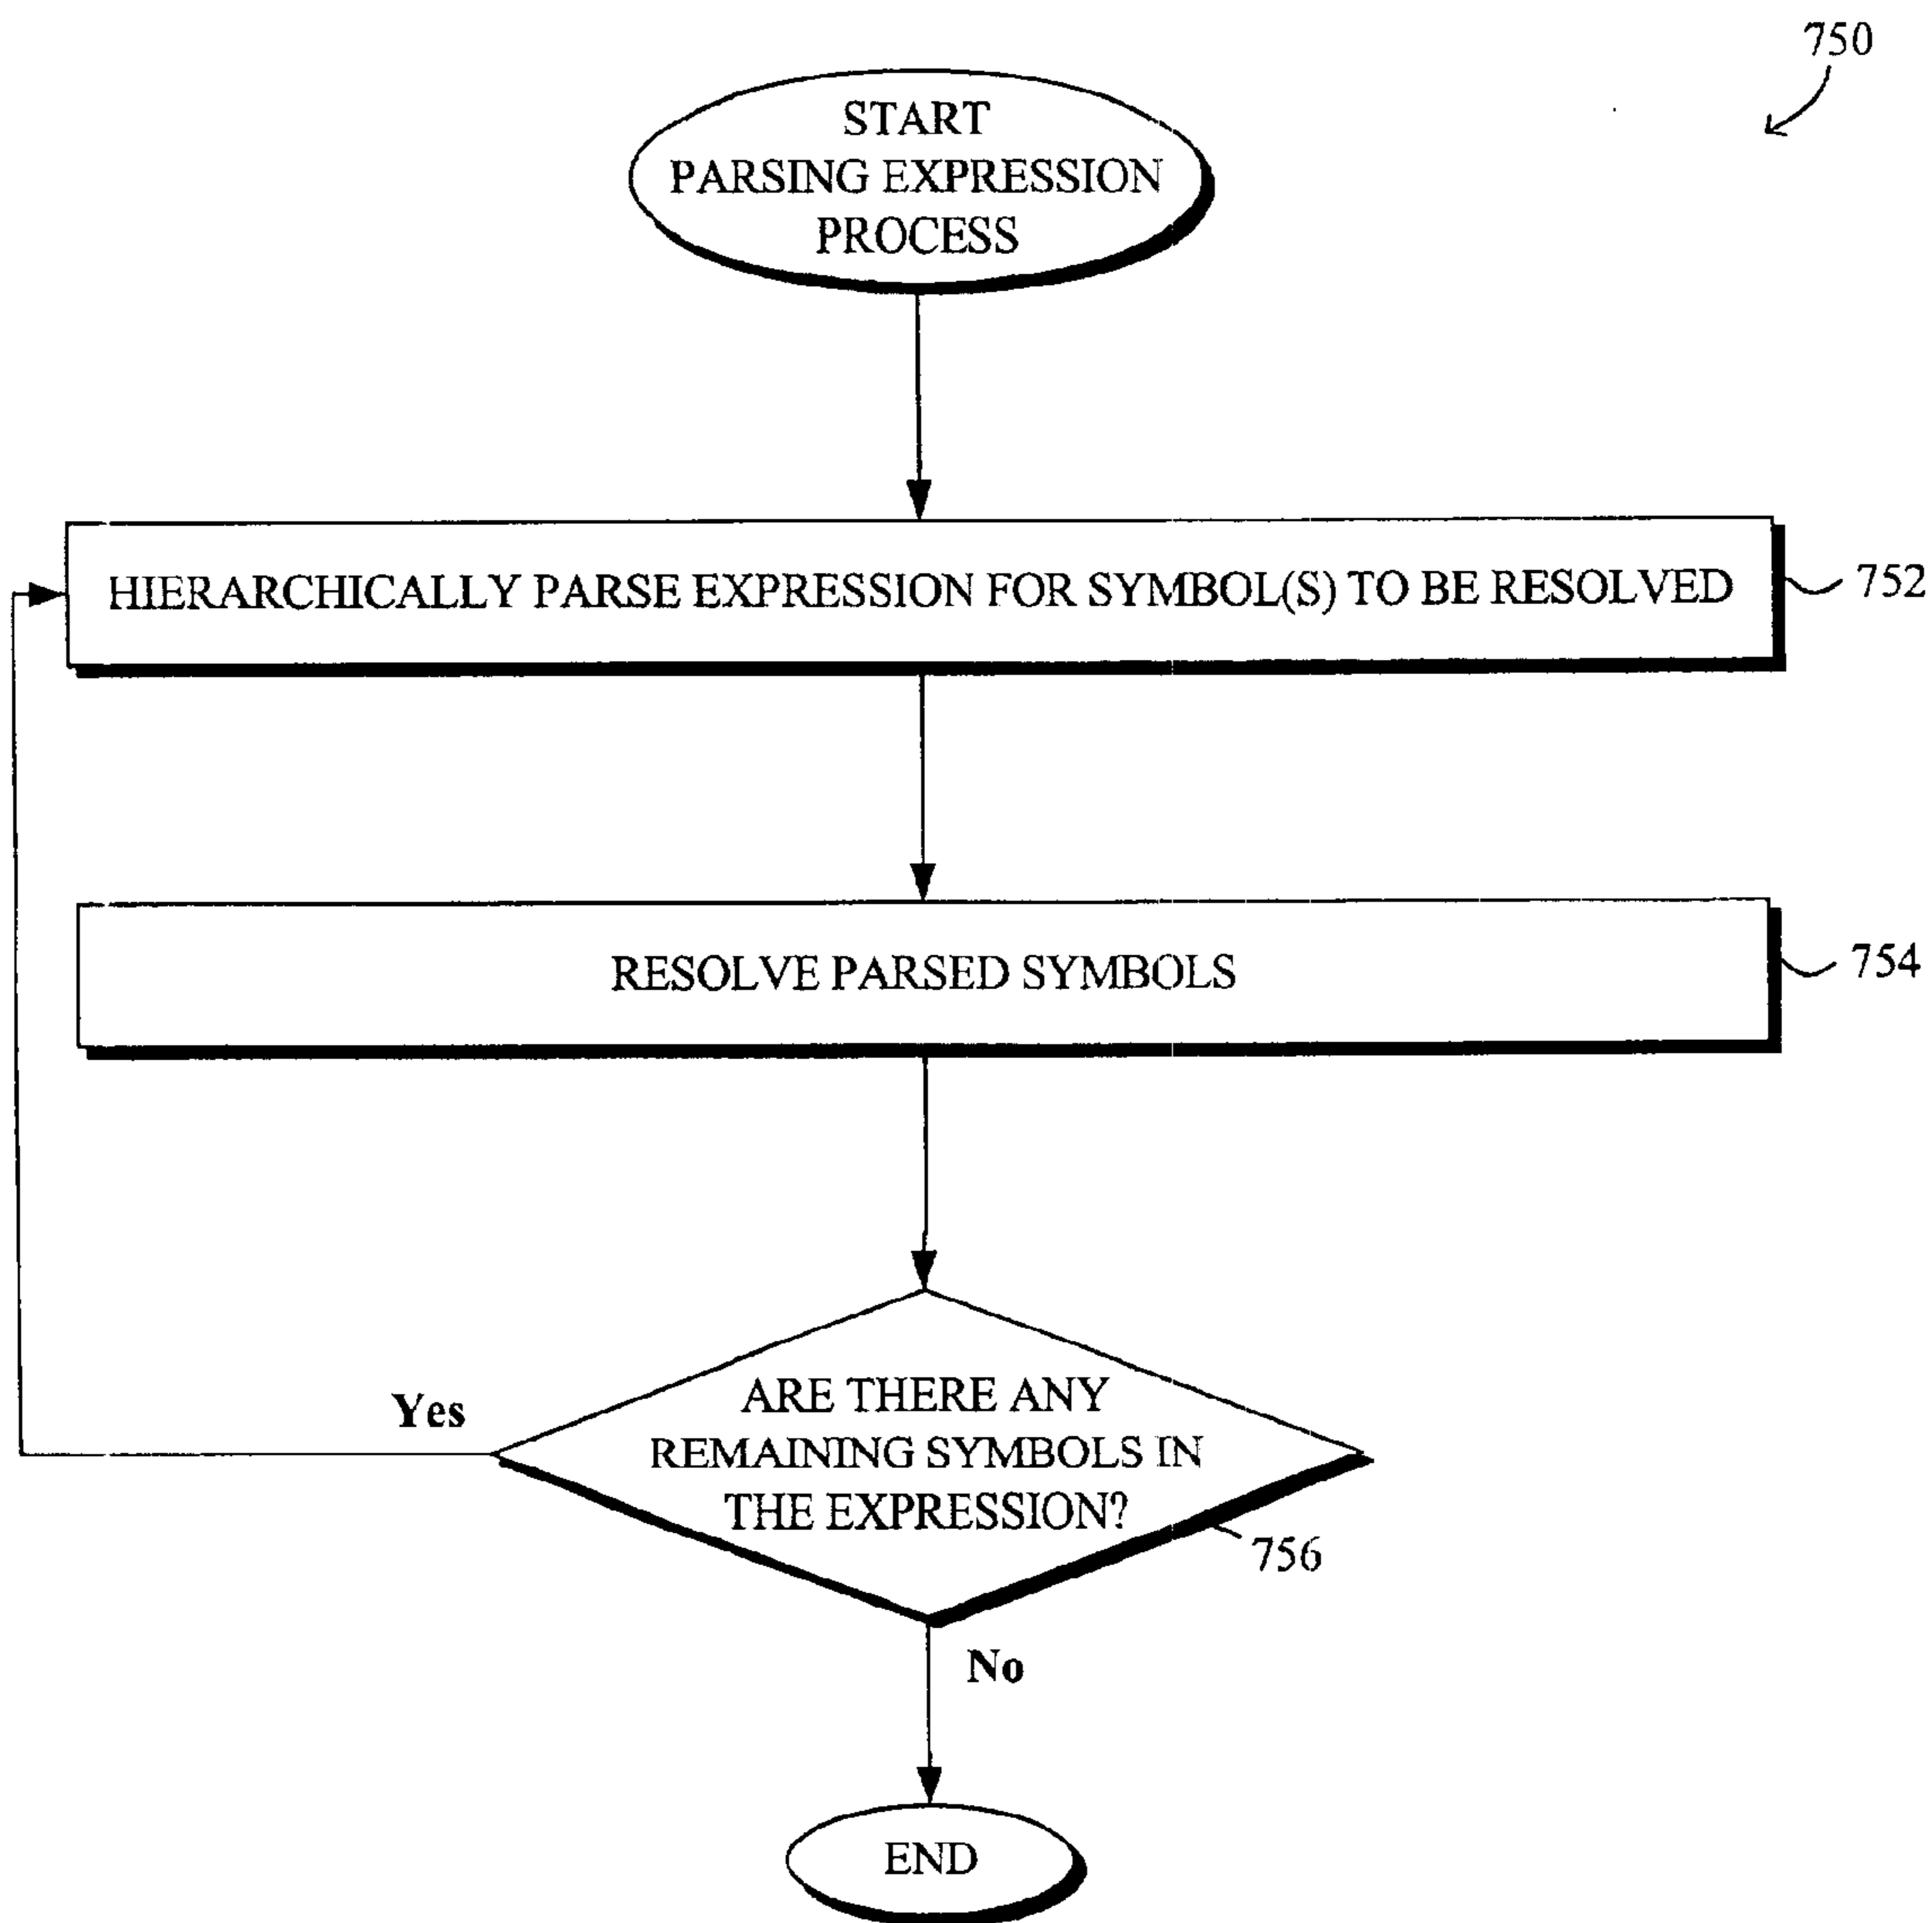 750
START
PARSING EXPRESSION
PROCESS
HIERARCHICALLY PARSE EXPRESSION FOR SYMBOL(S) TO BE RESOLVED
752
RESOLVE PARSED SYMBOLS
754
Yes
ARE THERE ANY
REMAINING SYMBOLS IN
THE EXPRESSION?
756
No
END